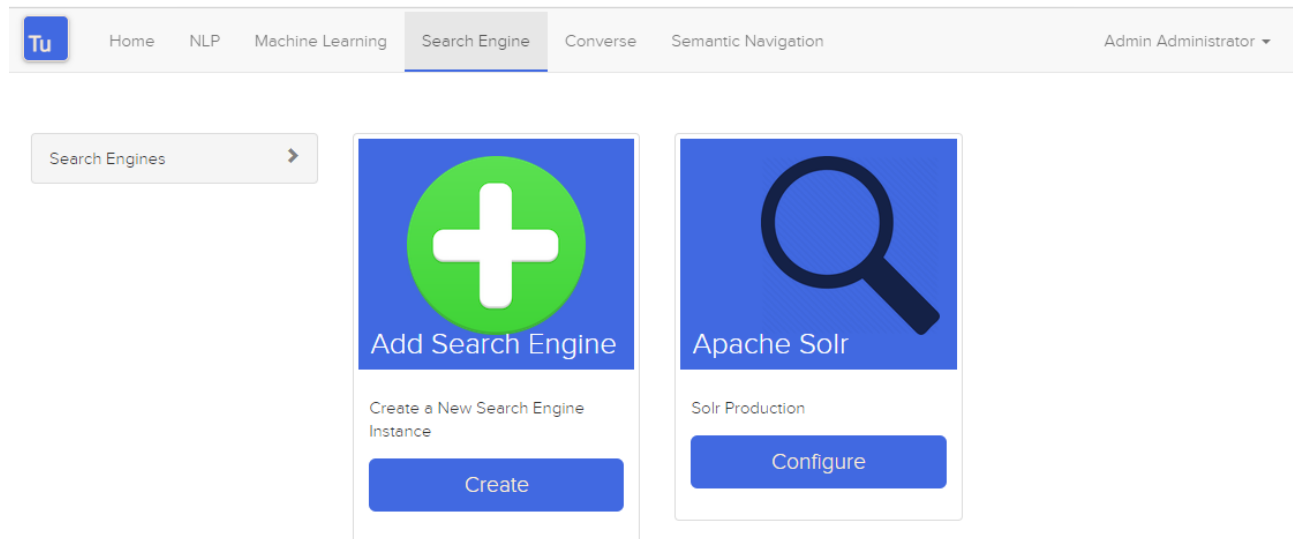 Tu Home NLP Machine Learning Search Engine Converse Semantic Navigation Admin Administrator
Search Engines
Add Search Engine
Create a New Search Engine
Instance
Create
Apache Solr
Solr Production
Configure